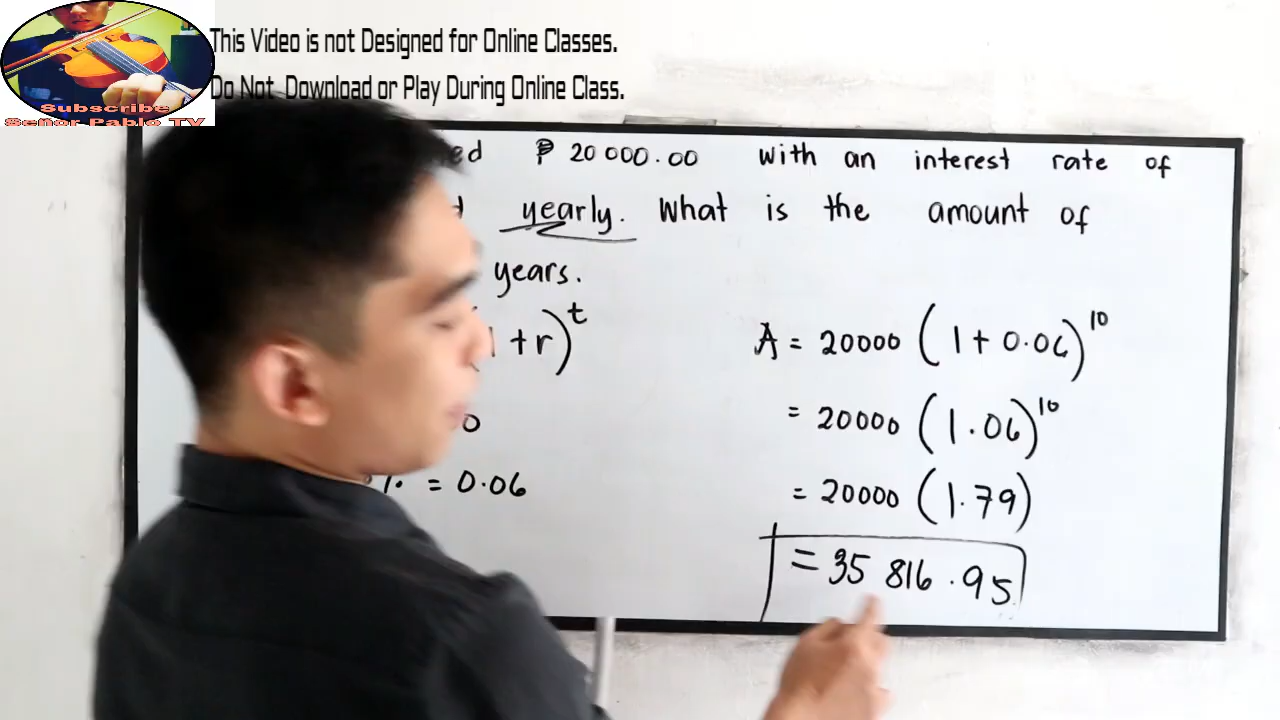 This Video is not Designed for Online Classes.
Do Not Download or Play During Online Class.
Subscribe
Señor Pablo TV
₱ 20 000.00 with an interest rate of
yearly. What is the amount of
years.
+ r)^t
A = 20000 (1 + 0.06)^10
= 20000 (1.06)^10
= 0.06
= 20000 (1.79)
= 35 816.95